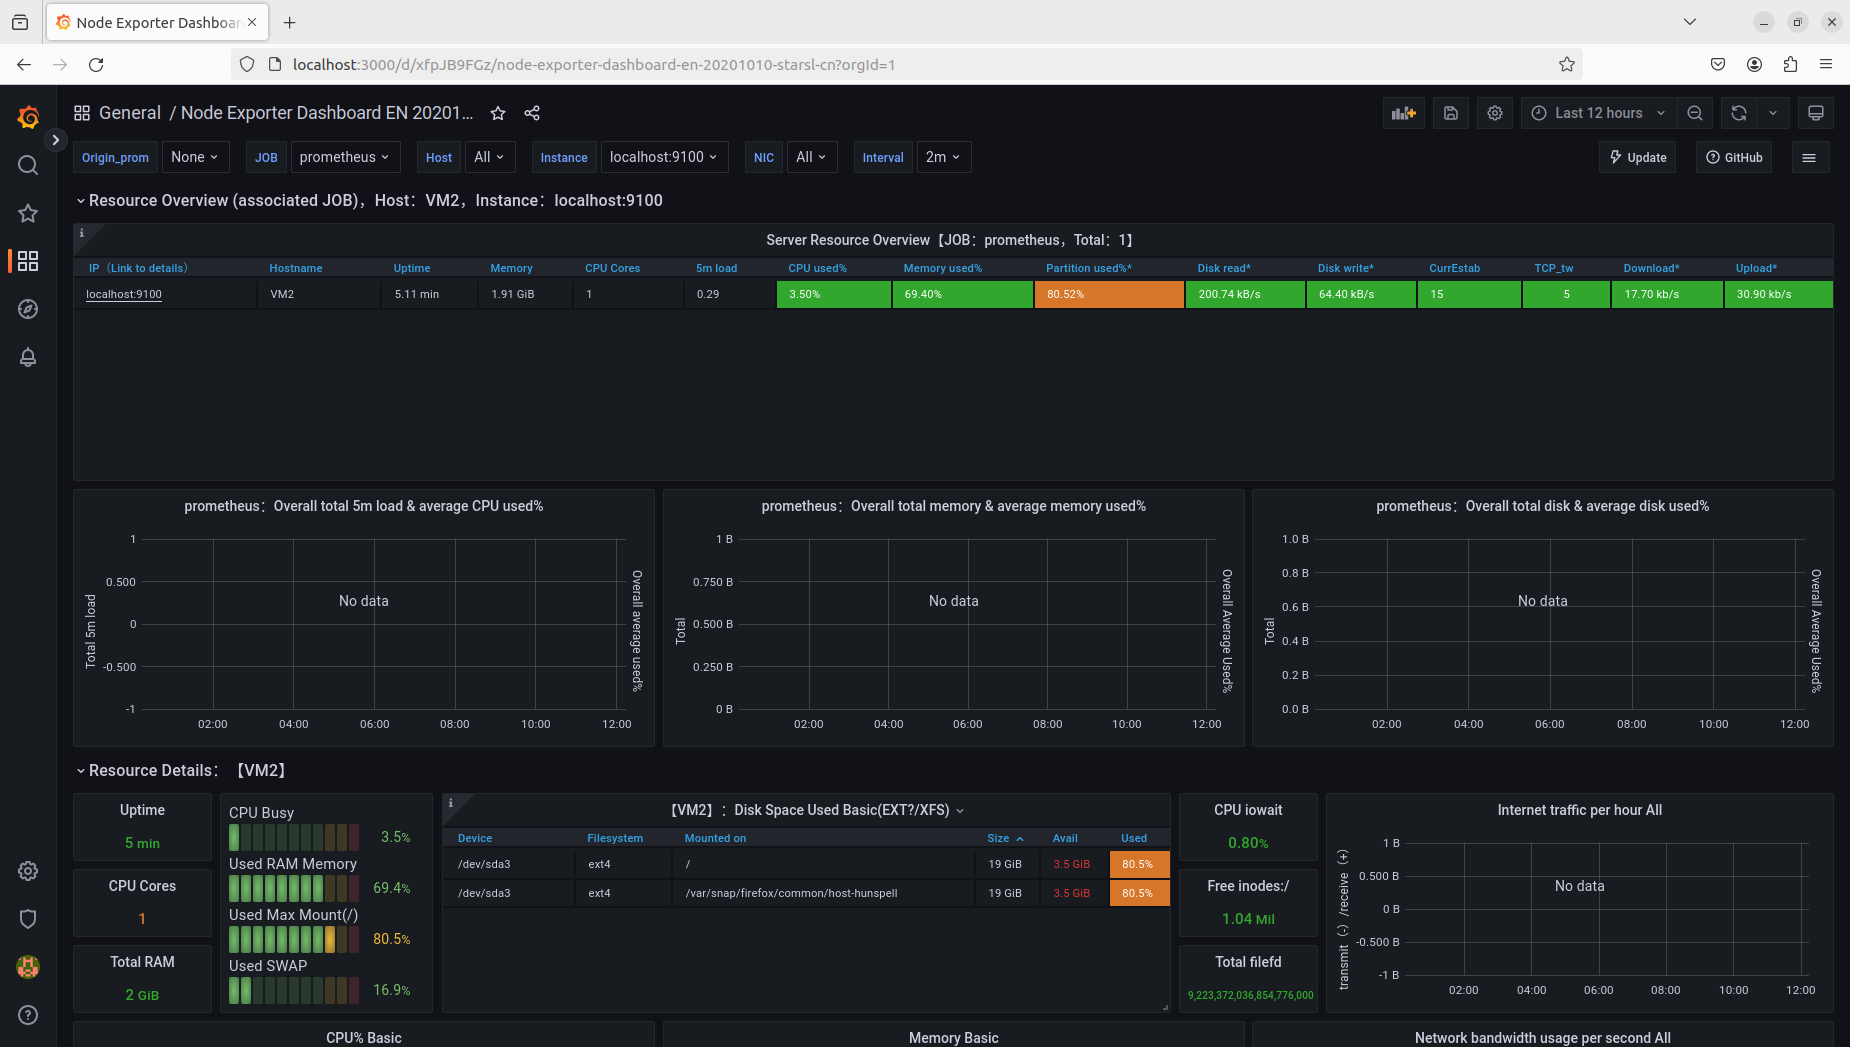 Node Exporter Dashboar
localhost:3000/d/xfpJB9FGz/node-exporter-dashboard-en-20201010-starsl-cn?orgId=1
General / Node Exporter Dashboard EN 20201...
Last 12 hours
Origin_prom None JOB prometheus Host All Instance localhost:9100 NIC All Interval 2m Update GitHub
Resource Overview (associated JOB)，Host：VM2，Instance：localhost:9100
Server Resource Overview【JOB：prometheus，Total：1】
IP（Link to details） Hostname Uptime Memory CPU Cores 5m load CPU used% Memory used% Partition used%* Disk read* Disk write* CurrEstab TCP_tw Download* Upload*
localhost:9100 VM2 5.11 min 1.91 GiB 1 0.29 3.50% 69.40% 80.52% 200.74 kB/s 64.40 kB/s 15 5 17.70 kb/s 30.90 kb/s
prometheus：Overall total 5m load & average CPU used%
1
0.500
0
-0.500
-1
No data
Total 5m load
Overall average used%
02:00 04:00 06:00 08:00 10:00 12:00
prometheus：Overall total memory & average memory used%
1 B
0.750 B
0.500 B
0.250 B
0 B
No data
Total
Overall Average Used%
02:00 04:00 06:00 08:00 10:00 12:00
prometheus：Overall total disk & average disk used%
1.0 B
0.8 B
0.6 B
0.4 B
0.2 B
0.0 B
No data
Total
Overall Average Used%
02:00 04:00 06:00 08:00 10:00 12:00
Resource Details：【VM2】
Uptime
5 min
CPU Cores
1
Total RAM
2 GiB
CPU Busy
3.5%
Used RAM Memory
69.4%
Used Max Mount(/)
80.5%
Used SWAP
16.9%
【VM2】：Disk Space Used Basic(EXT?/XFS)
Device Filesystem Mounted on Size Avail Used
/dev/sda3 ext4 / 19 GiB 3.5 GiB 80.5%
/dev/sda3 ext4 /var/snap/firefox/common/host-hunspell 19 GiB 3.5 GiB 80.5%
CPU iowait
0.80%
Free inodes:/
1.04 Mil
Total filefd
9,223,372,036,854,776,000
Internet traffic per hour All
1 B
0.500 B
0 B
-0.500 B
-1 B
No data
transmit（-）/receive（+）
02:00 04:00 06:00 08:00 10:00 12:00
CPU% Basic
Memory Basic
Network bandwidth usage per second All